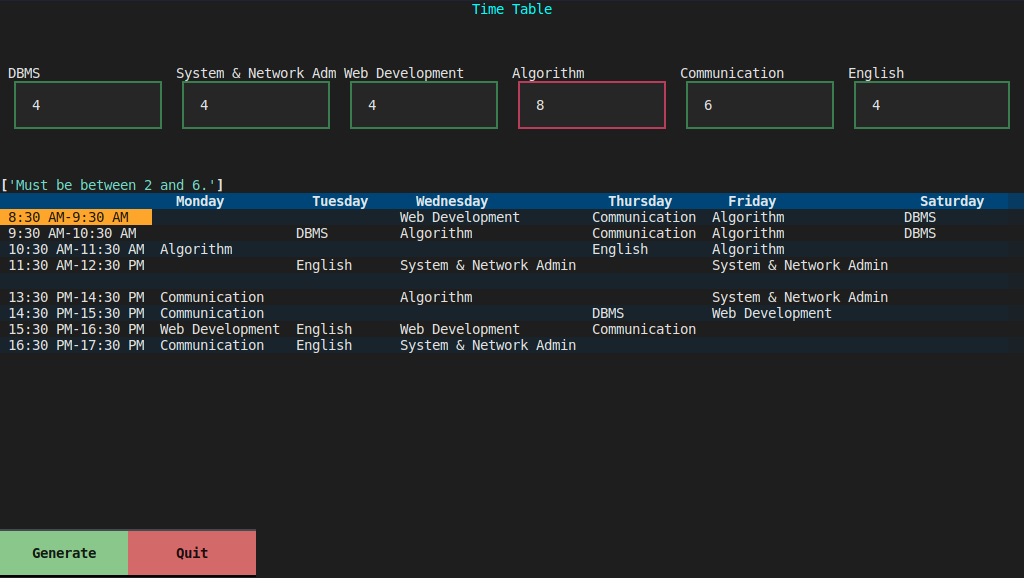 Time Table
DBMS System & Network Adm Web Development Algorithm Communication English
4 4 4 8 6 4
['Must be between 2 and 6.']
Monday Tuesday Wednesday Thursday Friday Saturday
8:30 AM-9:30 AM Web Development Communication Algorithm DBMS
9:30 AM-10:30 AM DBMS Algorithm Communication Algorithm DBMS
10:30 AM-11:30 AM Algorithm English Algorithm
11:30 AM-12:30 PM English System & Network Admin System & Network Admin
13:30 PM-14:30 PM Communication Algorithm System & Network Admin
14:30 PM-15:30 PM Communication DBMS Web Development
15:30 PM-16:30 PM Web Development English Web Development Communication
16:30 PM-17:30 PM Communication English System & Network Admin
Generate Quit